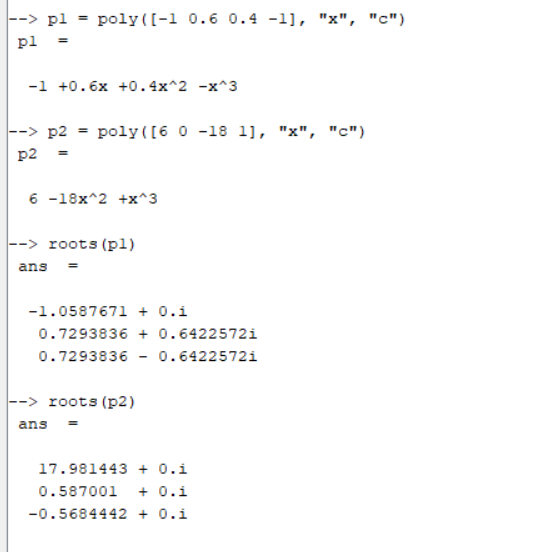 --> p1 = poly([-1 0.6 0.4 -1], "x", "c")
p1  =
-1 +0.6x +0.4x^2 -x^3
--> p2 = poly([6 0 -18 1], "x", "c")
p2  =
6 -18x^2 +x^3
--> roots(p1)
ans  =
-1.0587671 + 0.i
0.7293836 + 0.6422572i
0.7293836 - 0.6422572i
--> roots(p2)
ans  =
17.981443 + 0.i
0.587001  + 0.i
-0.5684442 + 0.i